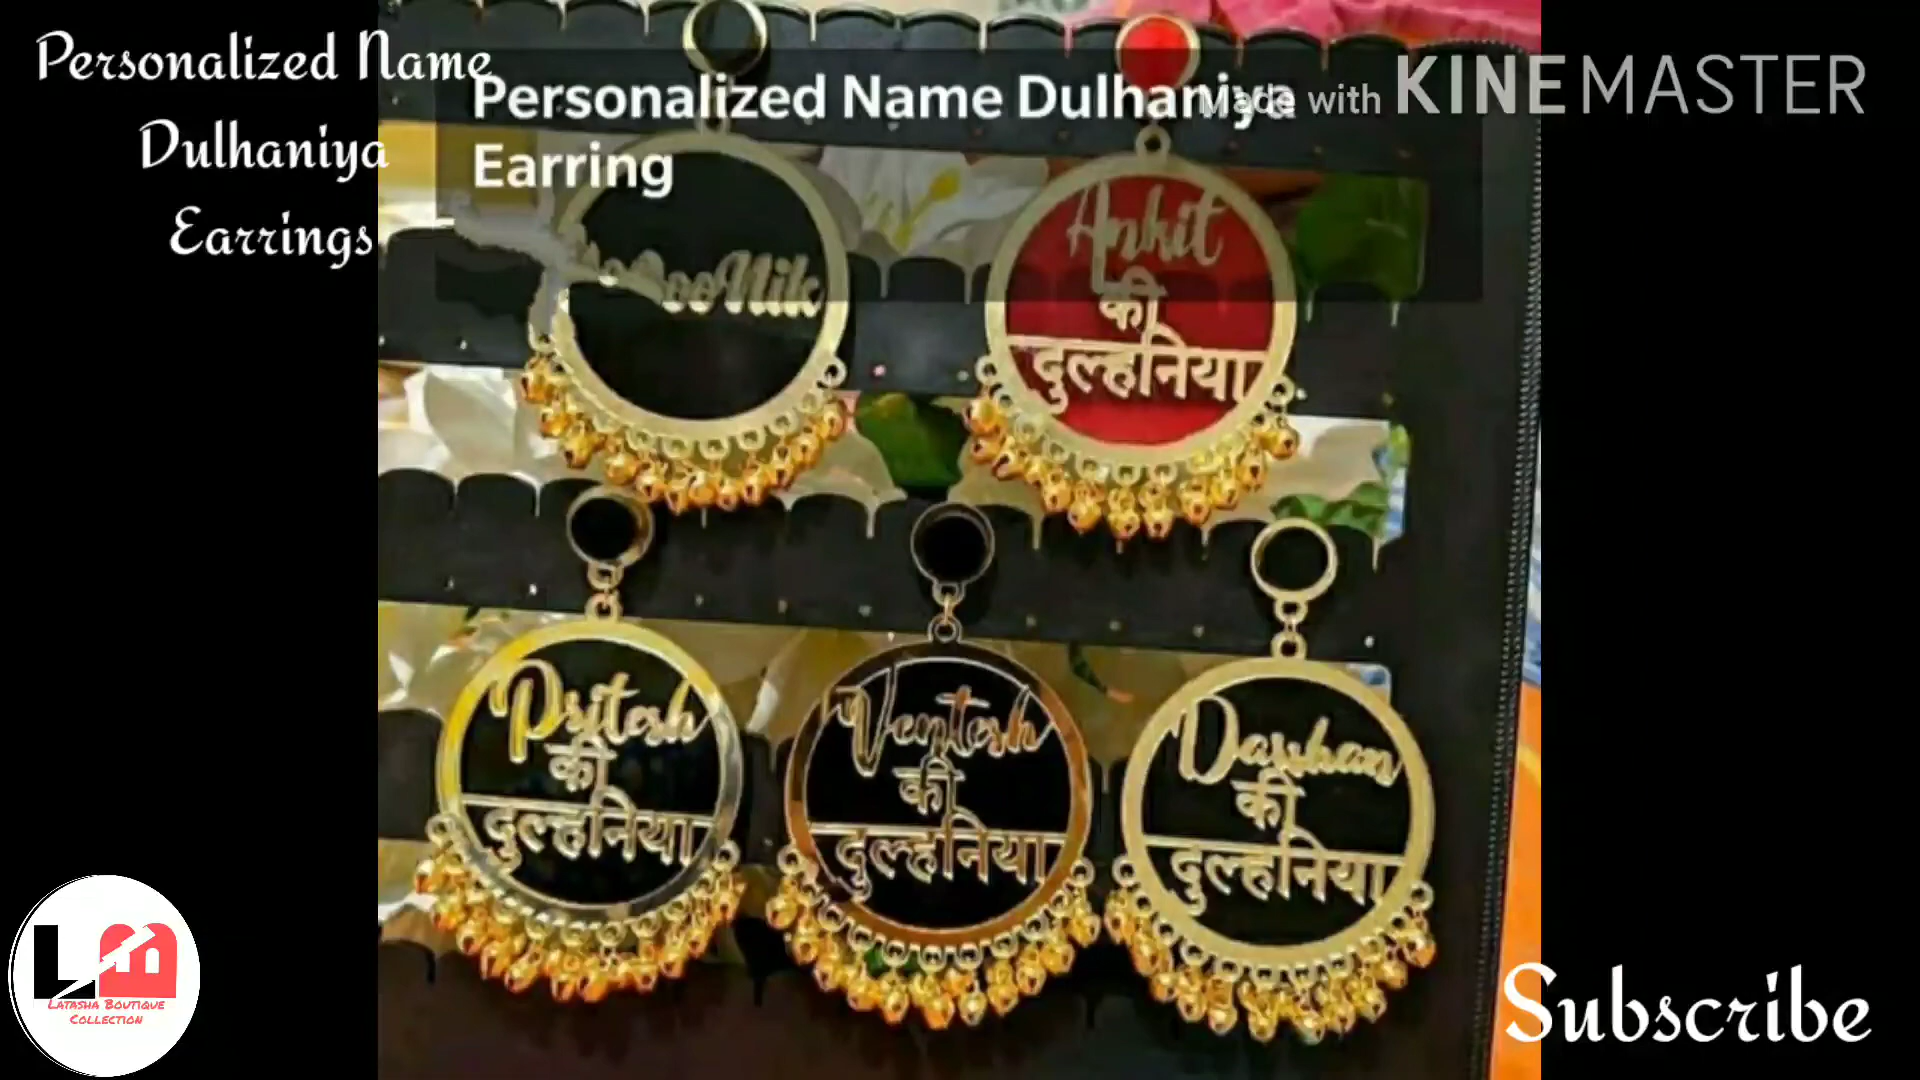 Personalized Name
Dulhaniya
Earrings
Personalized Name Dulhaniya
Earring
Made with KINEMASTER
Ankit
की
दुल्हनिया
Pritesh
की
दुल्हनिया
Ventesh
की
दुल्हनिया
Darshan
की
दुल्हनिया
LM
LATASHA BOUTIQUE
COLLECTION
Subscribe